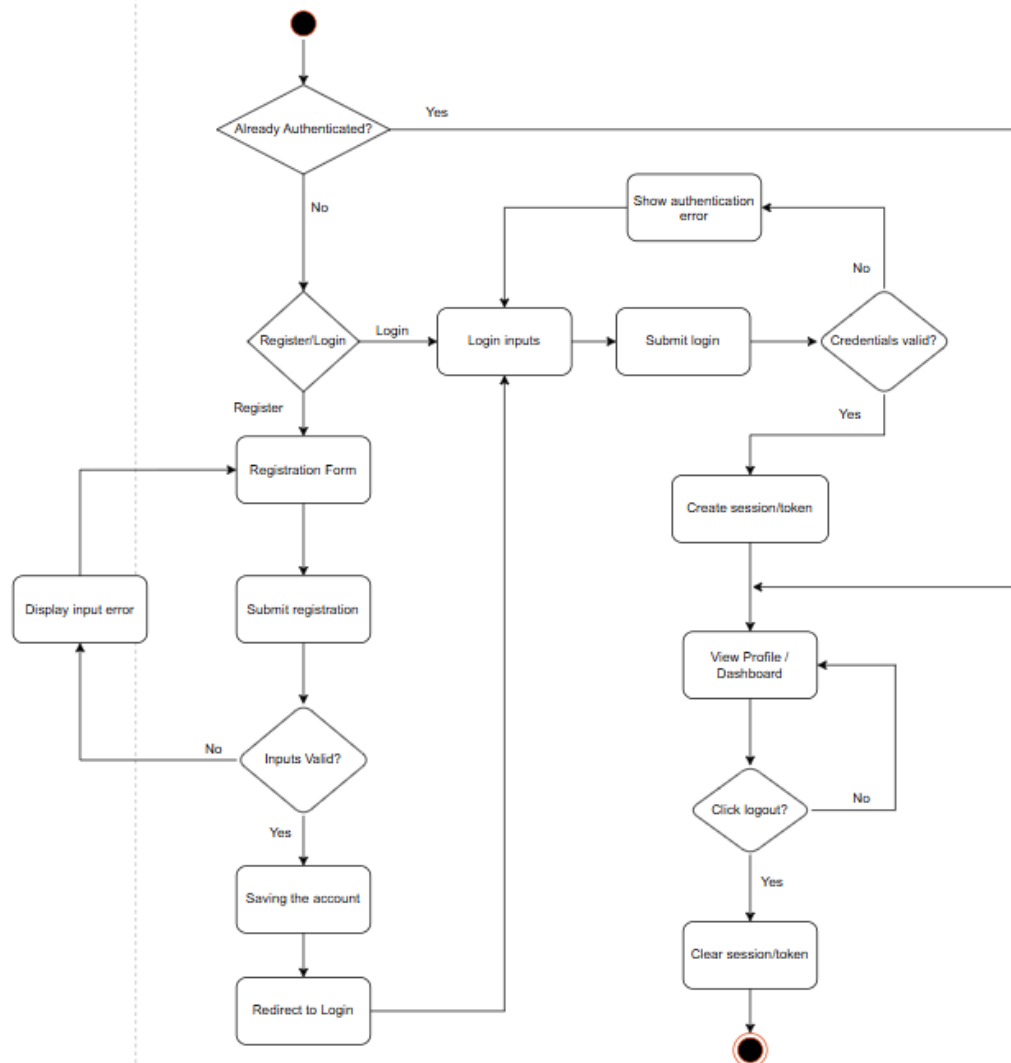 Yes
Already Authenticated?
No
Show authentication
error
No
Register/Login
Login
Login inputs
Submit login
Credentials valid?
Register
Yes
Registration Form
Create session/token
Display input error
Submit registration
View Profile /
Dashboard
No
Inputs Valid?
Click logout?
No
Yes
Yes
Saving the account
Clear session/token
Redirect to Login